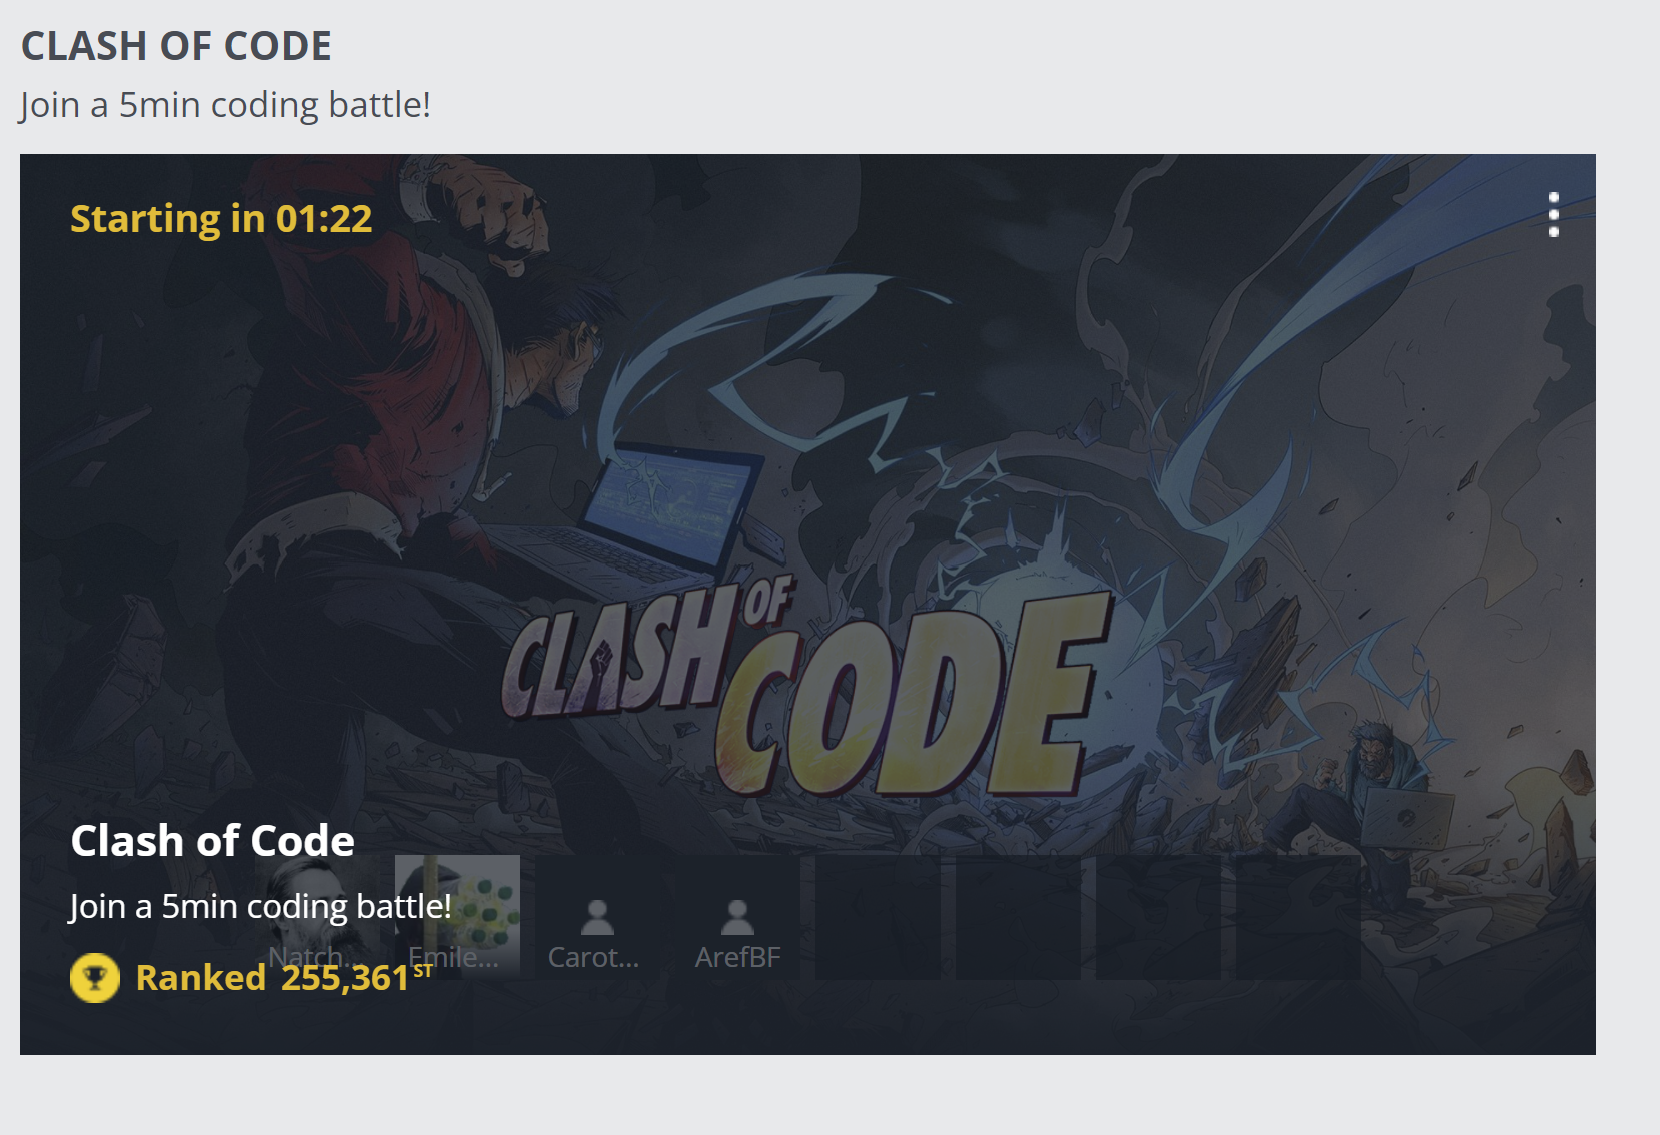 CLASH OF CODE
Join a 5min coding battle!
Starting in 01:22
CLASH OF
CODE
Clash of Code
Join a 5min coding battle!
Natch... Emile... Carot... ArefBF
Ranked 255,361ST